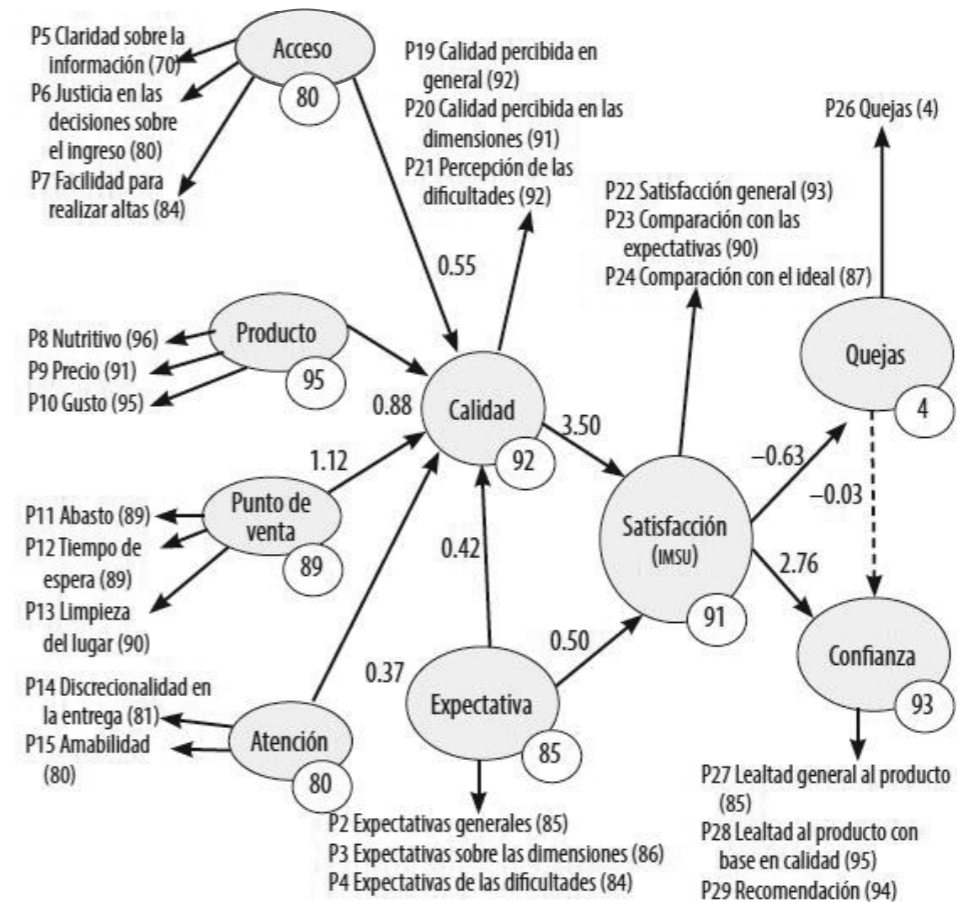 P5 Claridad sobre la
información (70)
P6 Justicia en las
decisiones sobre
el ingreso (80)
P7 Facilidad para
realizar altas (84)
Acceso
80
P19 Calidad percibida en
general (92)
P20 Calidad percibida en las
dimensiones (91)
P21 Percepción de las
dificultades (92)
P26 Quejas (4)
P22 Satisfacción general (93)
P23 Comparación con las
expectativas (90)
P24 Comparación con el ideal (87)
0.55
P8 Nutritivo (96)
P9 Precio (91)
P10 Gusto (95)
Producto
95
0.88
Calidad
92
3.50
Quejas
4
1.12
−0.63
−0.03
P11 Abasto (89)
P12 Tiempo de
espera (89)
P13 Limpieza
del lugar (90)
Punto de
venta
89
0.42
Satisfacción
(IMSU)
91
2.76
0.50
0.37
P14 Discrecionalidad en
la entrega (81)
P15 Amabilidad
(80)
Atención
80
Expectativa
85
Confianza
93
P2 Expectativas generales (85)
P3 Expectativas sobre las dimensiones (86)
P4 Expectativas de las dificultades (84)
P27 Lealtad general al producto
(85)
P28 Lealtad al producto con
base en calidad (95)
P29 Recomendación (94)